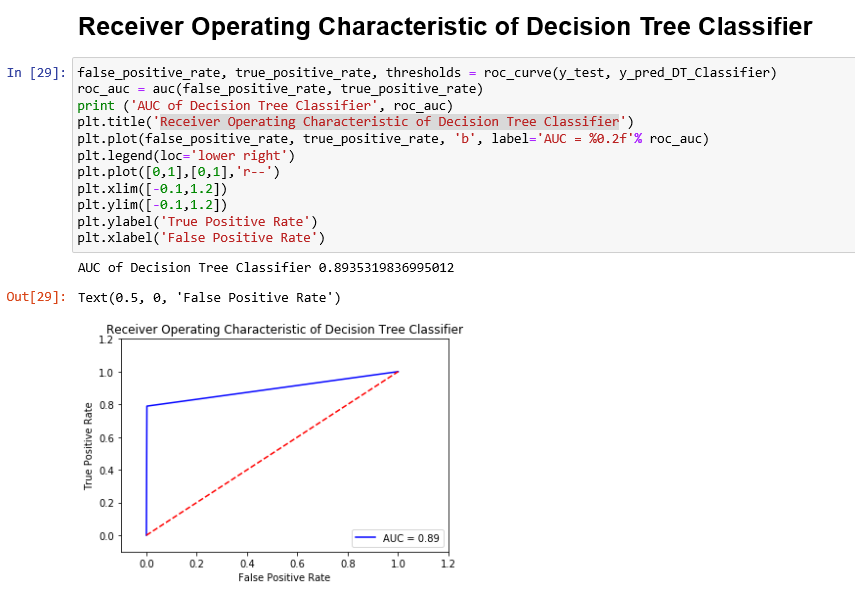 Receiver Operating Characteristic of Decision Tree Classifier
In [29]: false_positive_rate, true_positive_rate, thresholds = roc_curve(y_test, y_pred_DT_Classifier)
roc_auc = auc(false_positive_rate, true_positive_rate)
print ('AUC of Decision Tree Classifier', roc_auc)
plt.title('Receiver Operating Characteristic of Decision Tree Classifier')
plt.plot(false_positive_rate, true_positive_rate, 'b', label='AUC = %0.2f'% roc_auc)
plt.legend(loc='lower right')
plt.plot([0,1],[0,1],'r--')
plt.xlim([-0.1,1.2])
plt.ylim([-0.1,1.2])
plt.ylabel('True Positive Rate')
plt.xlabel('False Positive Rate')
AUC of Decision Tree Classifier 0.8935319836995012
Out[29]: Text(0.5, 0, 'False Positive Rate')
Receiver Operating Characteristic of Decision Tree Classifier
1.2
1.0
0.8
0.6
0.4
0.2
0.0
True Positive Rate
AUC = 0.89
0.0 0.2 0.4 0.6 0.8 1.0 1.2
False Positive Rate